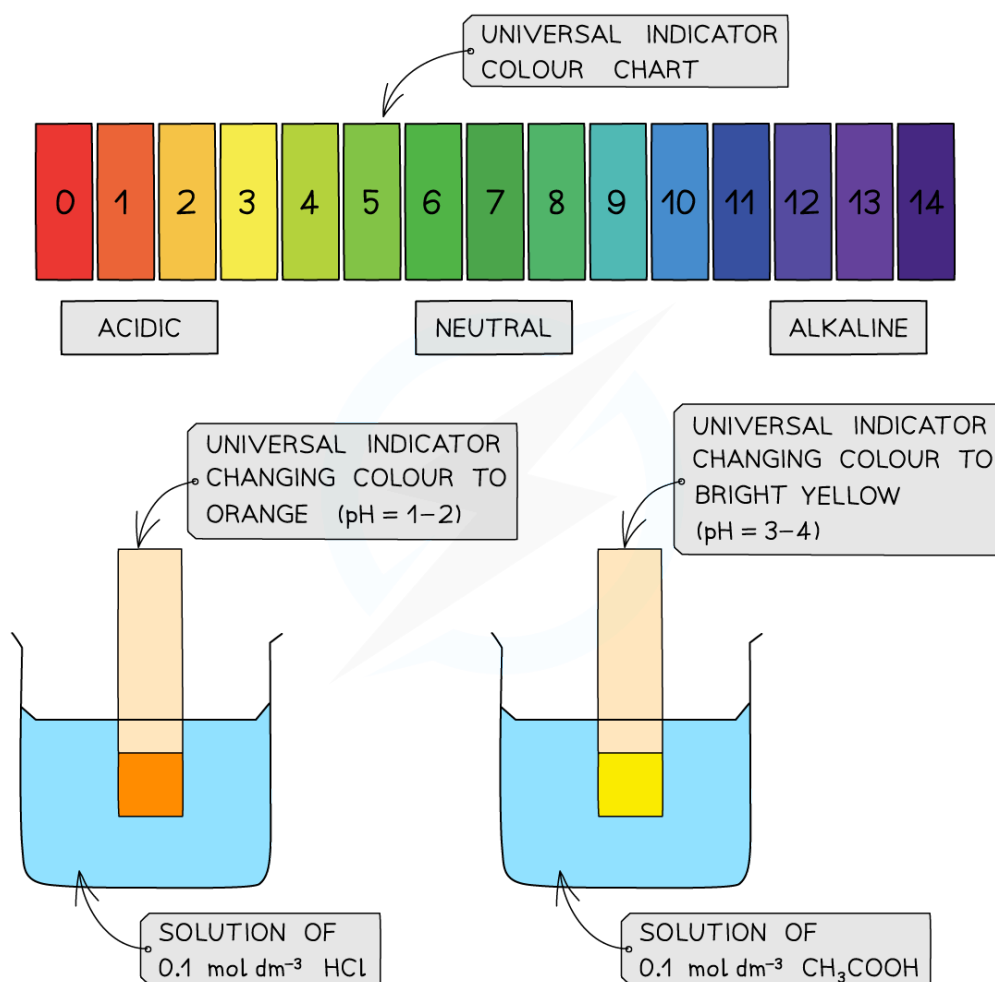 UNIVERSAL INDICATOR
COLOUR CHART
0 1 2 3 4 5 6 7 8 9 10 11 12 13 14
ACIDIC NEUTRAL ALKALINE
UNIVERSAL INDICATOR
CHANGING COLOUR TO
ORANGE (pH = 1–2)
UNIVERSAL INDICATOR
CHANGING COLOUR TO
BRIGHT YELLOW
(pH = 3–4)
SOLUTION OF
0.1 mol dm⁻³ HCl
SOLUTION OF
0.1 mol dm⁻³ CH₃COOH